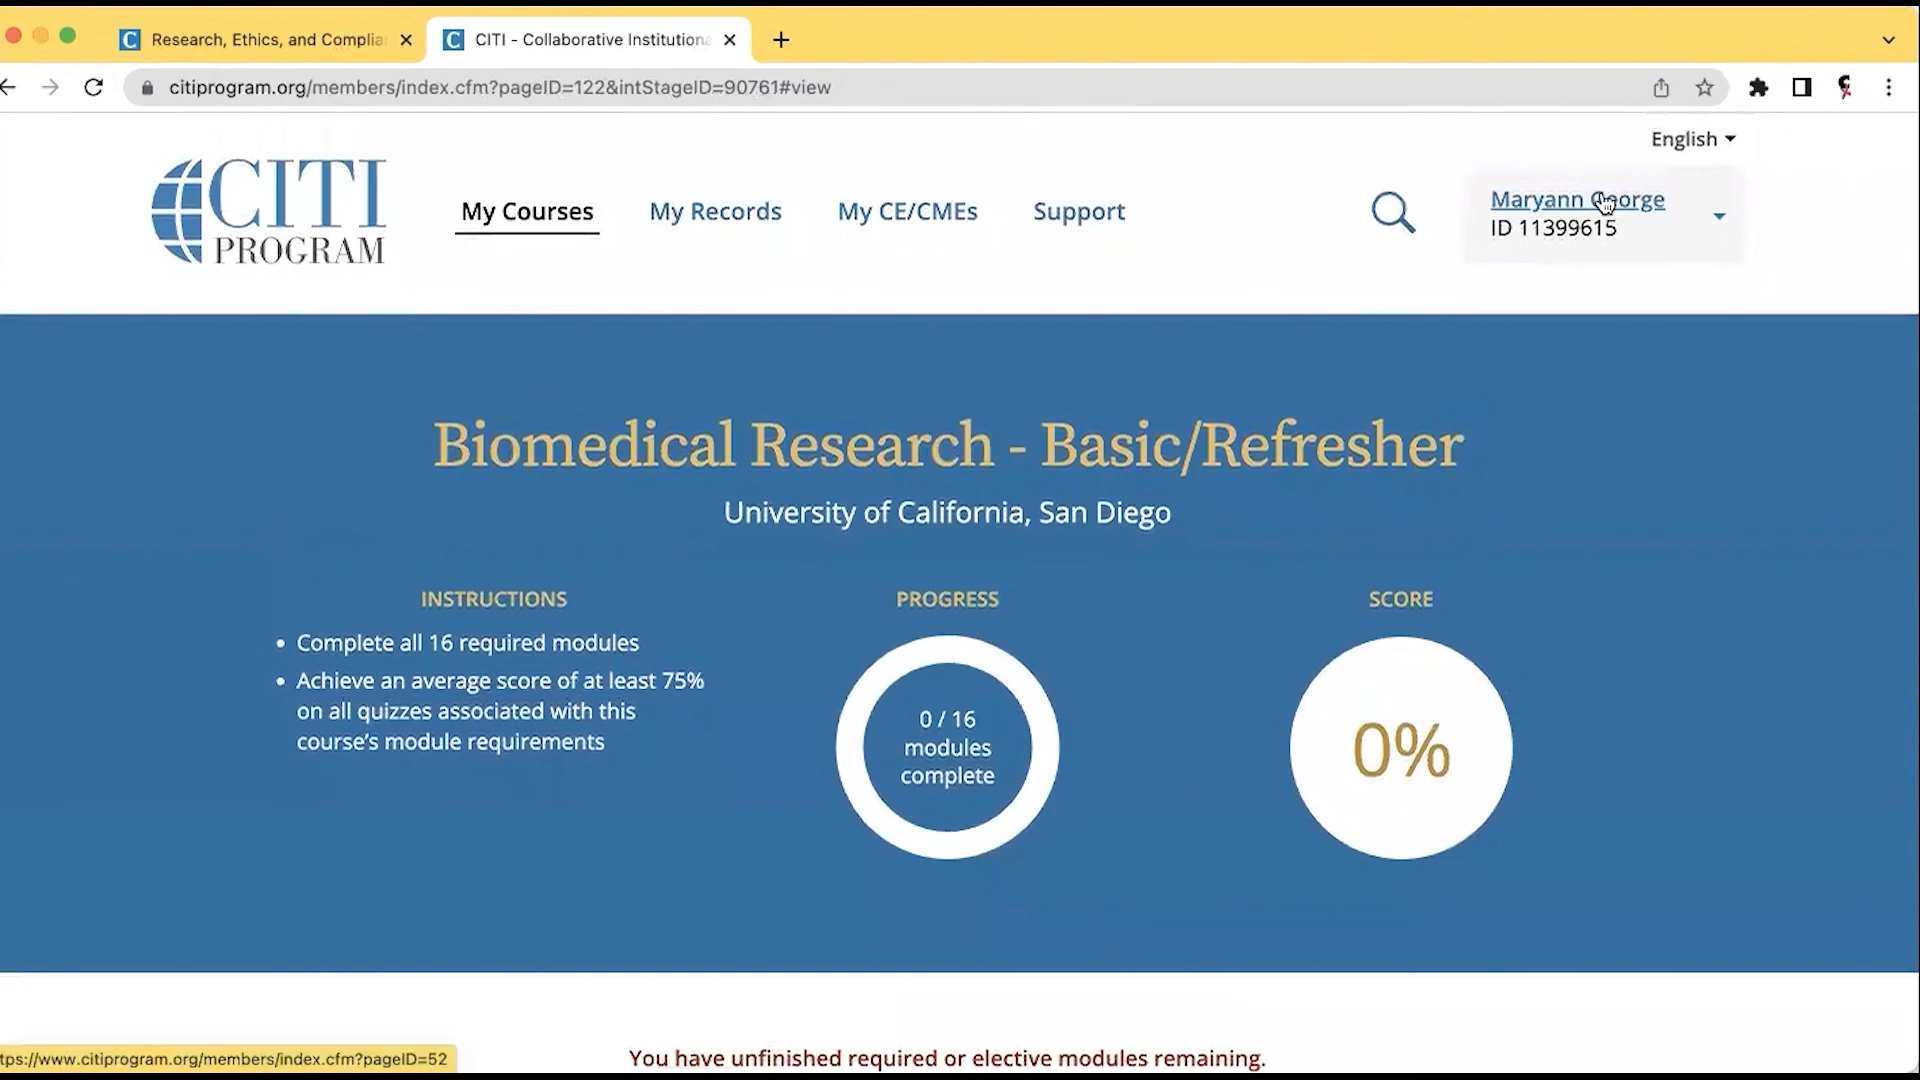 Research, Ethics, and Complia
CITI - Collaborative Institutiona
citiprogram.org/members/index.cfm?pageID=122&intStageID=90761#view
English
CITI
PROGRAM
My Courses
My Records
My CE/CMEs
Support
Maryann George
ID 11399615
Biomedical Research - Basic/Refresher
University of California, San Diego
INSTRUCTIONS
• Complete all 16 required modules
• Achieve an average score of at least 75%
on all quizzes associated with this
course's module requirements
PROGRESS
0 / 16
modules
complete
SCORE
0%
tps://www.citiprogram.org/members/index.cfm?pageID=52
You have unfinished required or elective modules remaining.